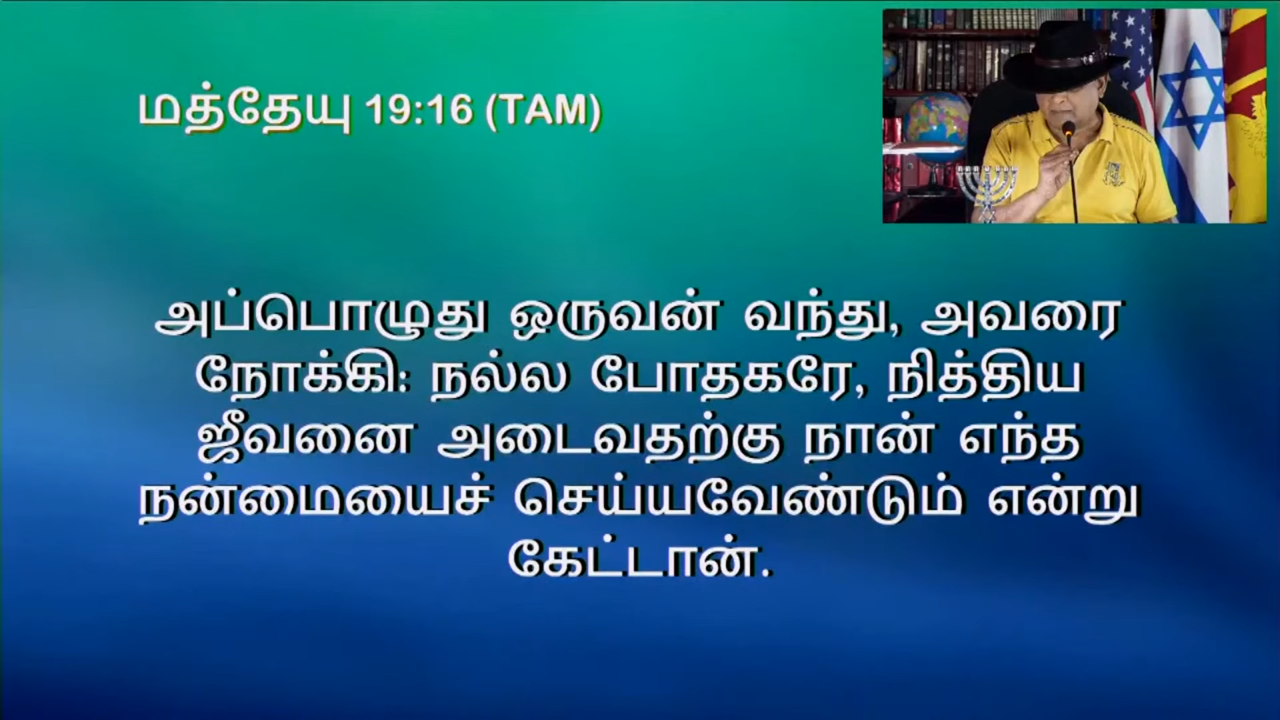 மத்தேயு 19:16 (TAM)
அப்பொழுது ஒருவன் வந்து, அவரை
நோக்கி: நல்ல போதகரே, நித்திய
ஜீவனை அடைவதற்கு நான் எந்த
நன்மையைச் செய்யவேண்டும் என்று
கேட்டான்.